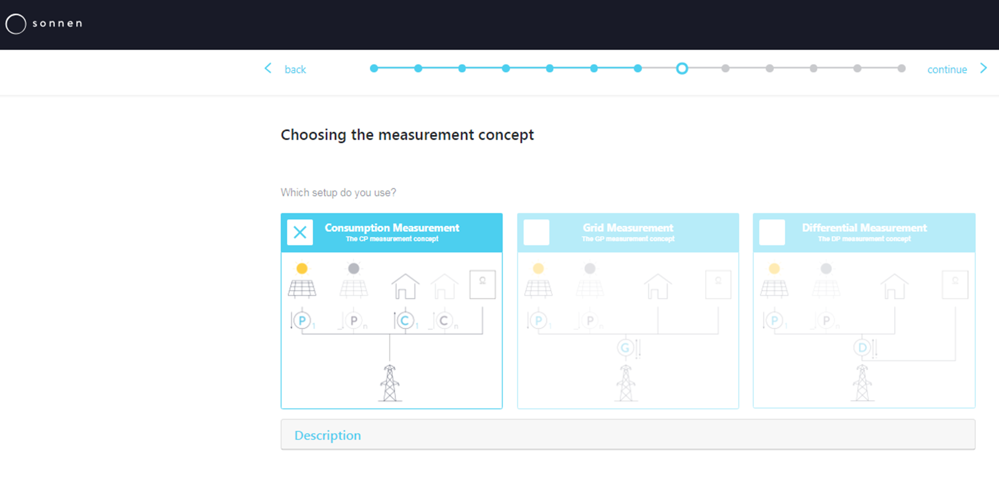 sonnen
back
continue
Choosing the measurement concept
Which setup do you use?
Consumption Measurement
The CP measurement concept
P 1
P n
C 1
C n
Grid Measurement
The GP measurement concept
P 1
P n
G
Differential Measurement
The DP measurement concept
P 1
P n
D
Description